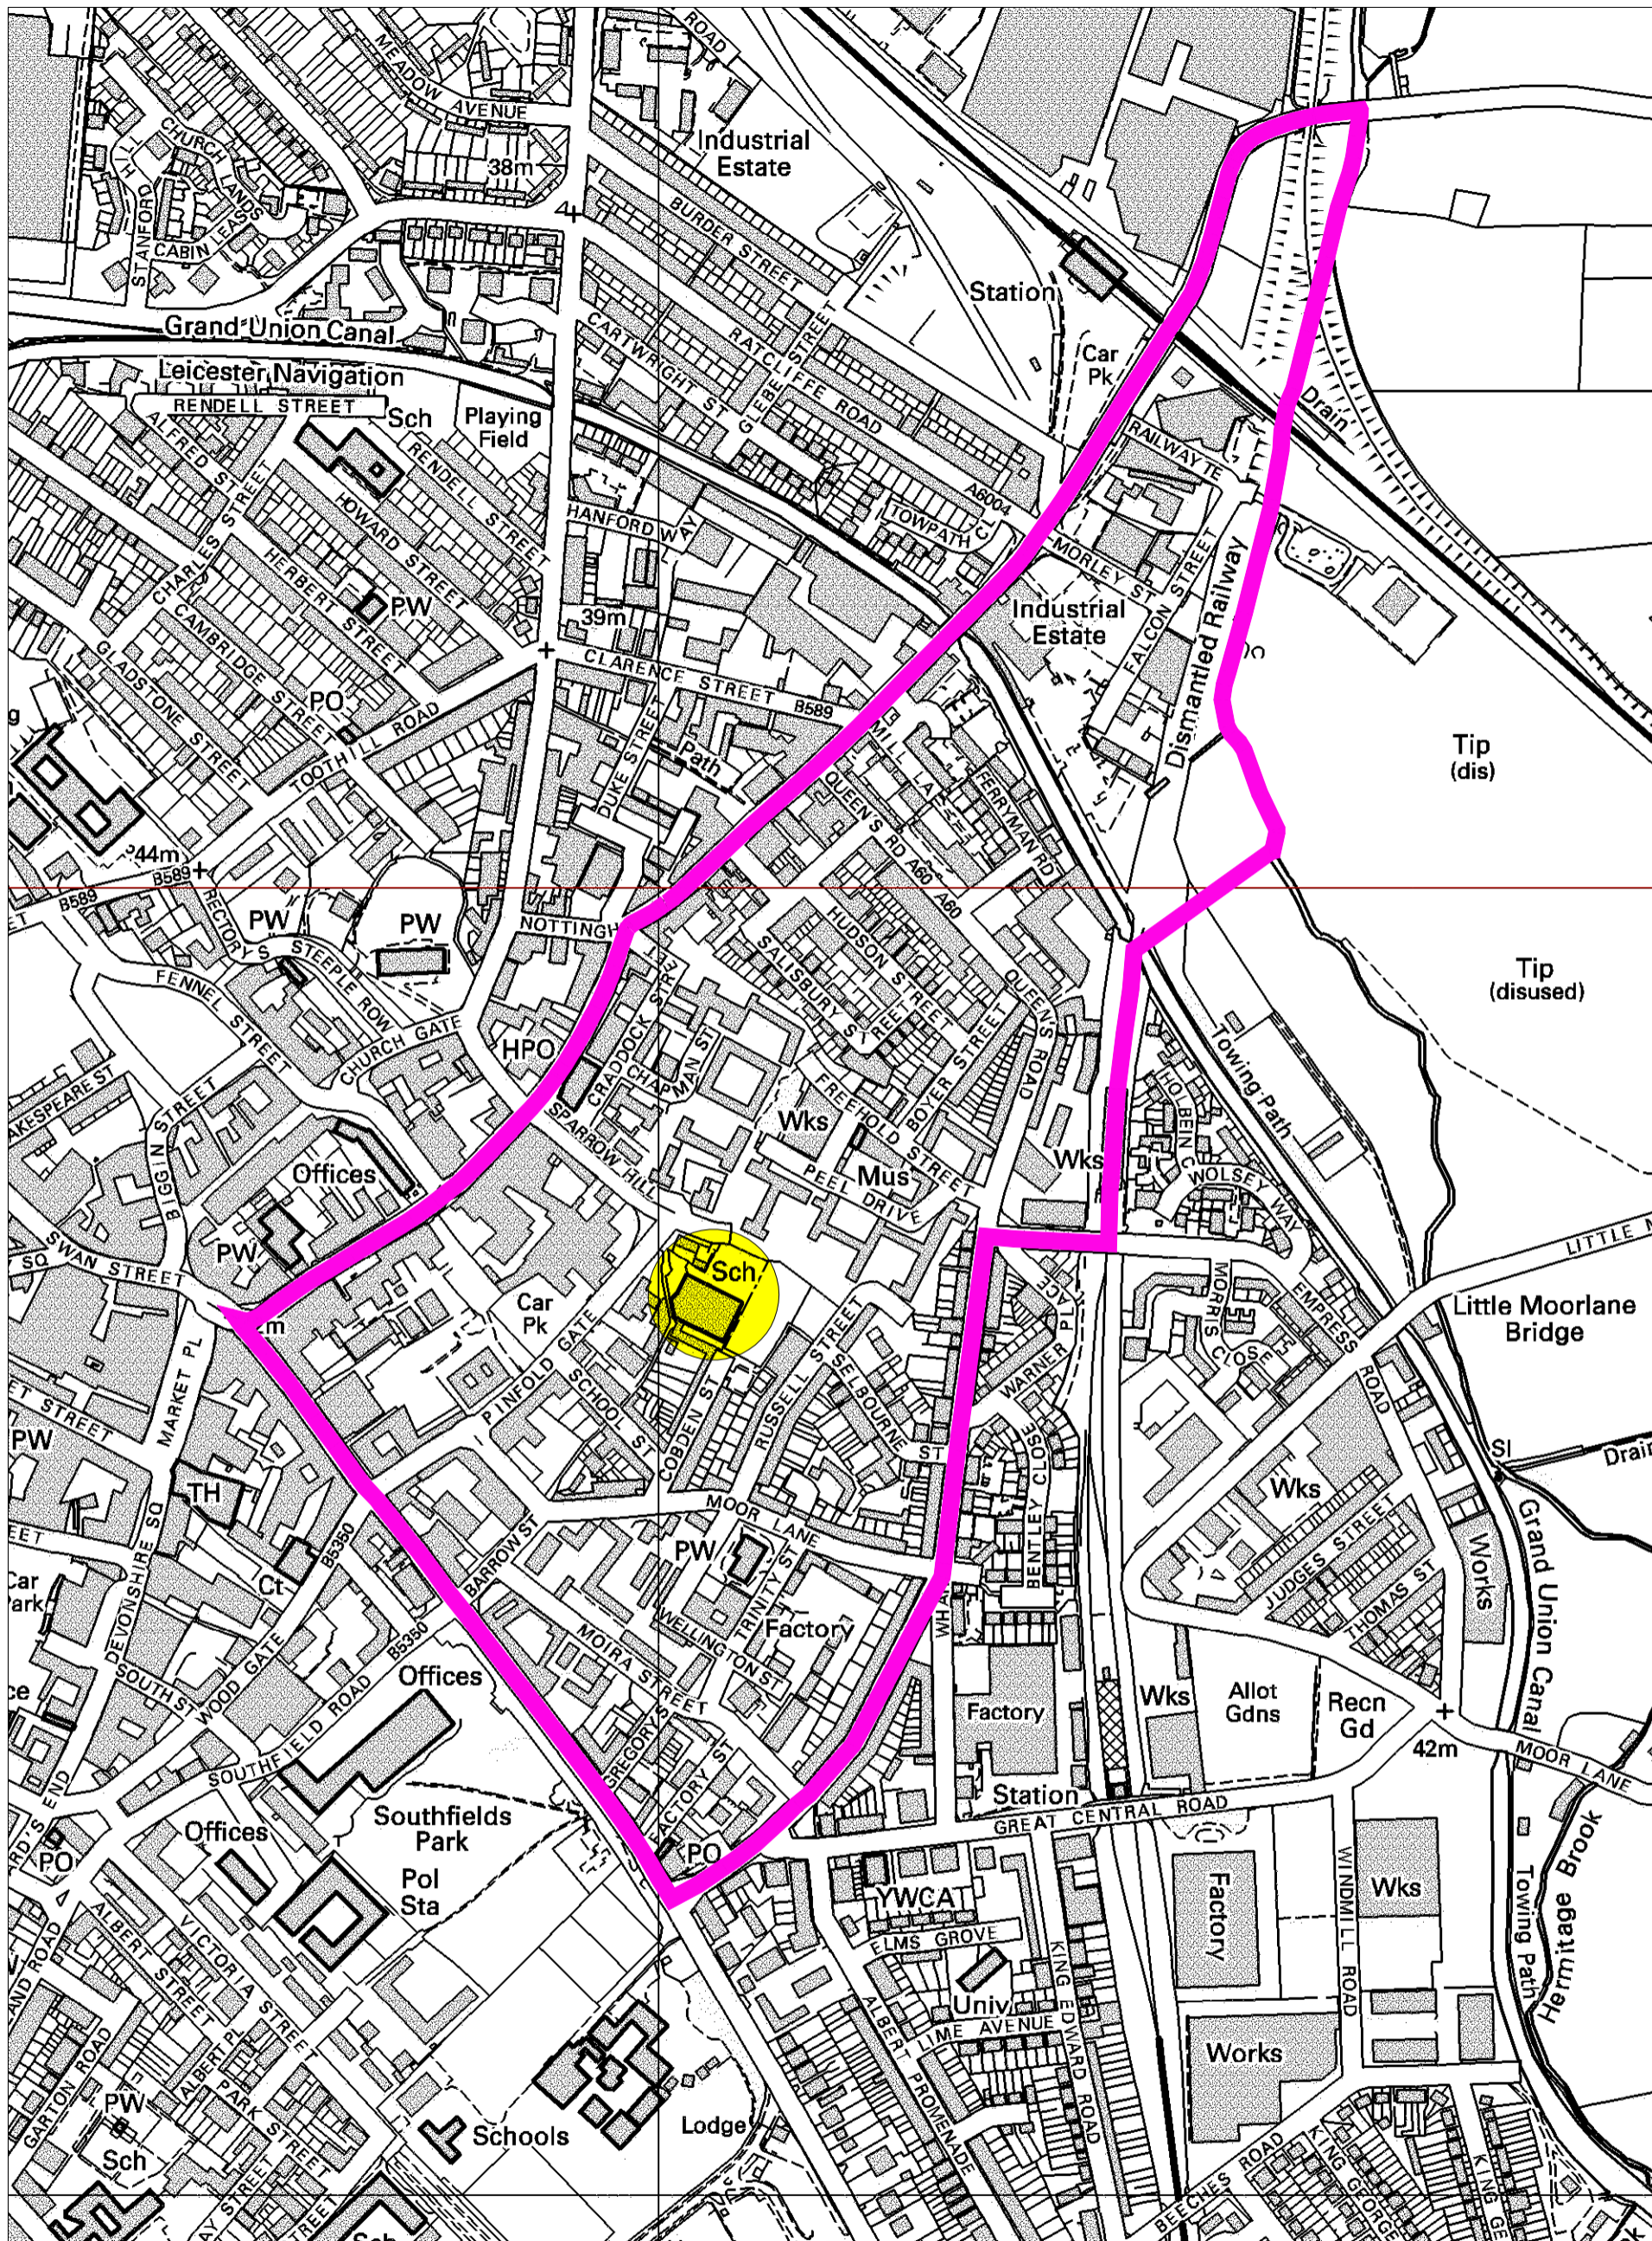 ROAD
MEADOW AVENUE
Industrial
Estate
38m
CHURCH
LANDS
HILL
STANFORD
CABIN LEAS
BURDER STREET
Station
Grand Union Canal
Leicester Navigation
CARTWRIGHT ST
RATCLIFFE ROAD
GLEBE STREET
Car
Pk
Drain
RENDELL STREET
Sch
Playing
Field
ALFRED ST
RENDELL STREET
RAILWAY TE
A6004
HOWARD STREET
HANFORD WAY
TOWPATH CL
MORLEY ST
CHARLES STREET
HERBERT STREET
PW
39m
Industrial
Estate
FALCON STREET
Dismantled Railway
CAMBRIDGE STREET
GLADSTONE STREET
CLARENCE STREET
B589
PO
TOOTHILL ROAD
Path
DUKE STREET
MILL LA
Tip
(dis)
QUEEN'S RD A60
A60
FERRYMAN RD
44m
B589
B589
RECTORY
PW
PW
STEEPLE ROW
NOTTINGH
HUDSON STREET
SALISBURY STREET
QUEENS ROAD
Tip
(disused)
FENNEL STREET
CHURCH GATE
HPO
CRADDOCK ST
CHAPMAN ST
Towing Path
AKESPEARE ST
BIGGIN STREET
SPARROW HILL
Wks
FREEHOLD STREET
BOYER STREET
HOLBEIN C
Offices
Mus
PEEL DRIVE
Wks
WOLSEY WAY
SWAN STREET
PW
Sch
LITTLE
EMPRESS ROAD
Car
Pk
PLACE
MORRIS CLOSE
Little Moorlane
Bridge
MARKET PL
PINFOLD GATE
SCHOOL ST
COBDEN ST
RUSSELL STREET
SELBOURNE ST
WARNER
PW
TH
BENTLEY CLOSE
Sl
Drain
Wks
Ct
B5350
BARROW ST
MOOR LANE
PW
TRINITY ST
Factory
JUDGES STREET
THOMAS ST
Works
Grand Union Canal
DEVONSHIRE SQ
SOUTH ST
WOOD GATE
B5350
SOUTHFIELD ROAD
Offices
MOIRA STREET
WELLINGTON ST
Factory
Wks
Allot
Gdns
Recn
Gd
42m
MOOR LANE
GREGORY S
FACTORY ST
Station
GREAT CENTRAL ROAD
Southfields
Park
Offices
PO
PO
Pol
Sta
YWCA
ELMS GROVE
Factory
WINDMILL ROAD
Wks
Towing Path
Hermitage Brook
ALBERT STREET
VICTORIA STREET
Univ
LIME AVENUE
KING EDWARD ROAD
ALBERT PROMENADE
Works
GARTON ROAD
ALBERT PL
PARK STREET
PW
Sch
Schools
Lodge
BEECHES ROAD
KING GEORGE
KING GE